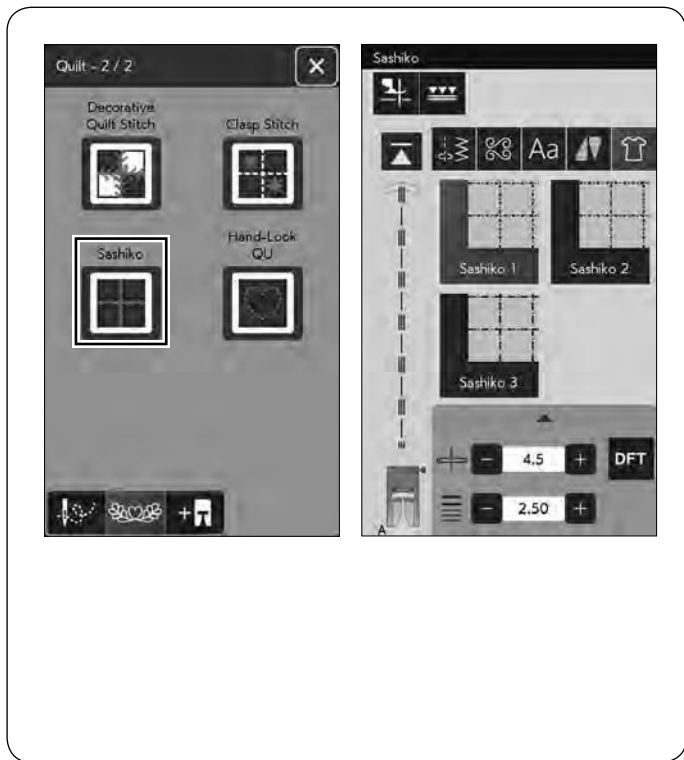 Quilt - 2 / 2
Decorative
Quilt Stitch
Clasp Stitch
Sashiko
Hand-Look
QU
Sashiko
Aa
Sashiko 1
Sashiko 2
Sashiko 3
4.5
DFT
2.50
A